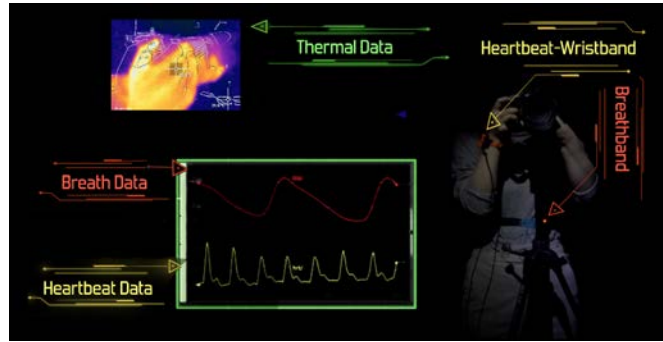 Thermal Data
Heartbeat-Wristband
Breathband
Breath Data
Heartbeat Data